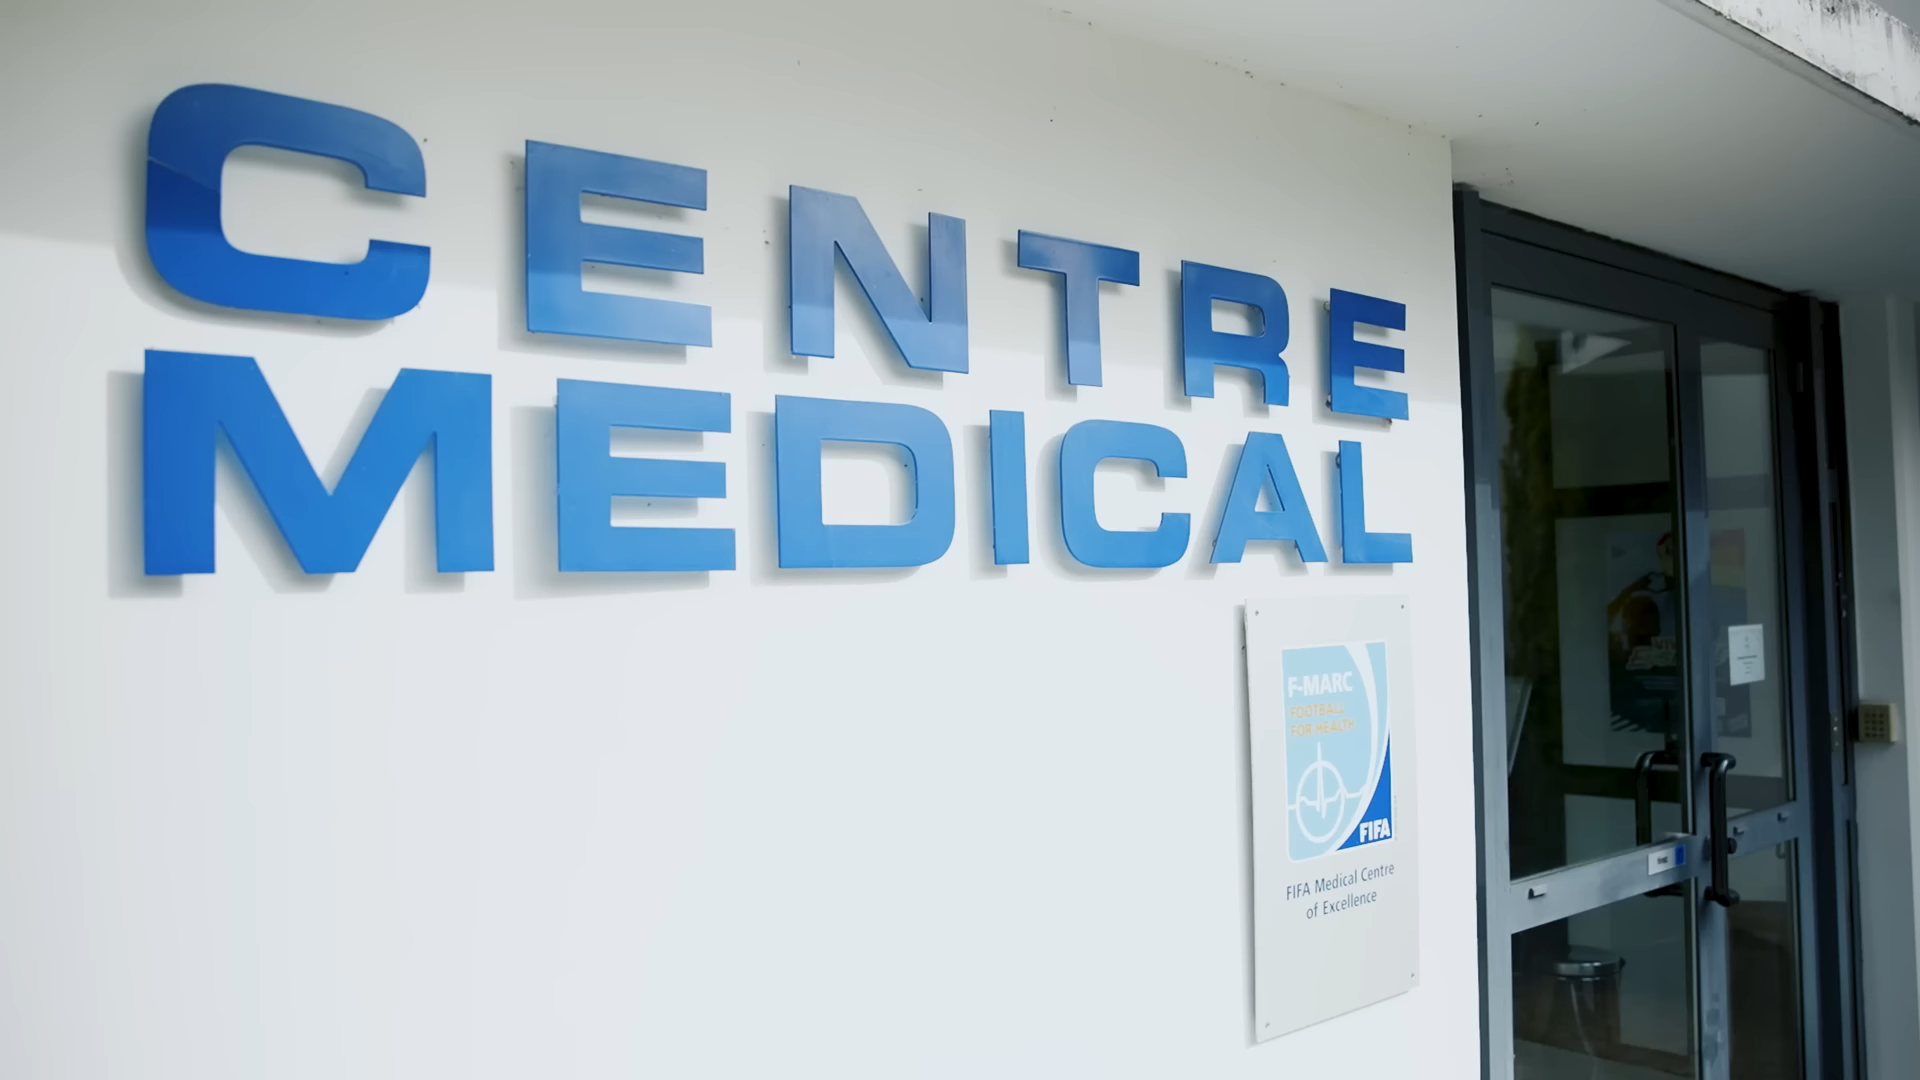 CENTRE
MEDICAL
F-MARC
FOOTBALL
FOR HEALTH
FIFA
FIFA Medical Centre
of Excellence